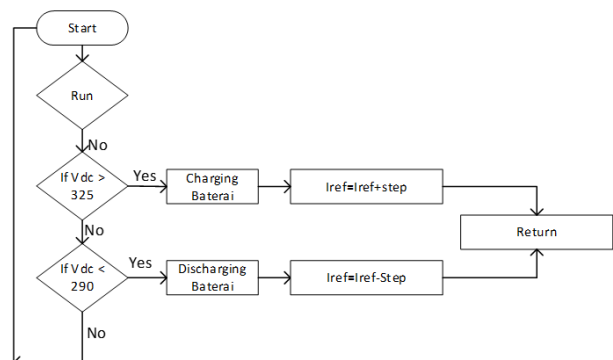 Start
Run
No
If Vdc >
325
Yes
Charging
Baterai
Iref=Iref+step
Return
No
If Vdc <
290
Yes
Discharging
Baterai
Iref=Iref-Step
No